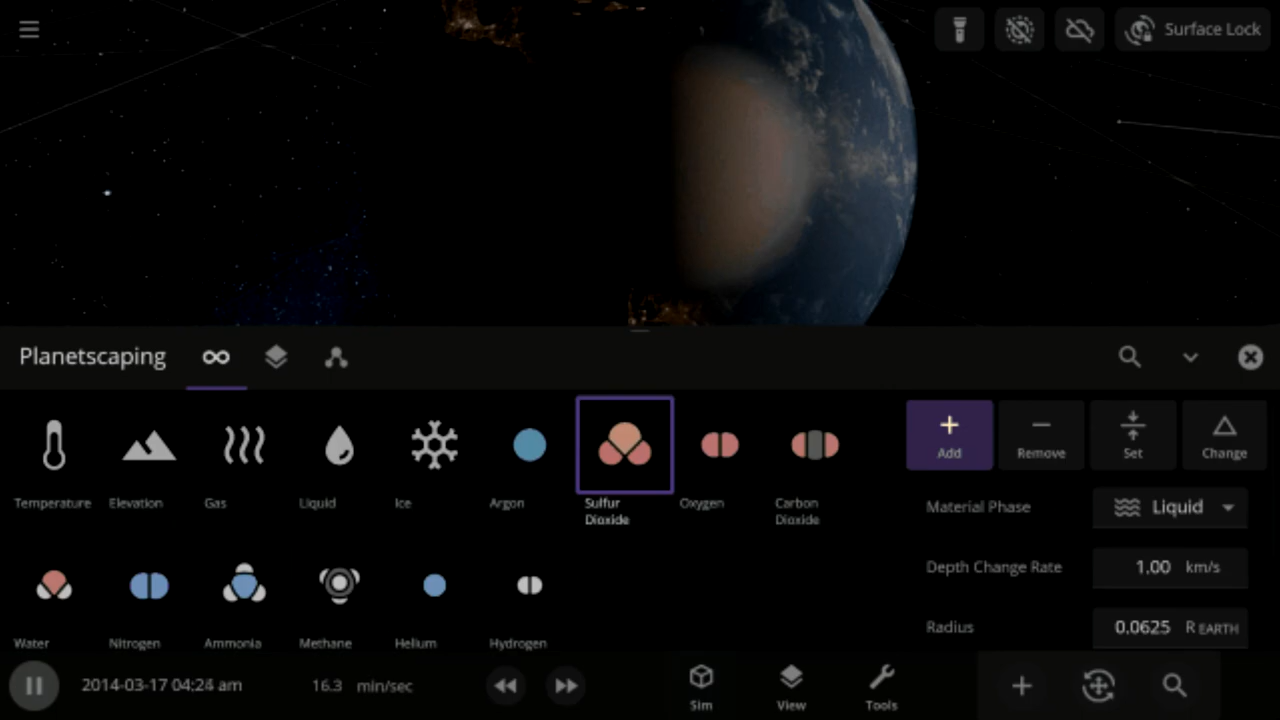 Surface Lock
Planetscaping
Temperature
Elevation
Gas
Liquid
Ice
Argon
Sulfur
Dioxide
Oxygen
Carbon
Dioxide
Add
Remove
Set
Change
Material Phase
Liquid
Depth Change Rate
1.00 km/s
Radius
0.0625 R EARTH
Water
Nitrogen
Ammonia
Methane
Helium
Hydrogen
2014-03-17 04:24 am
16.3 min/sec
Sim
View
Tools